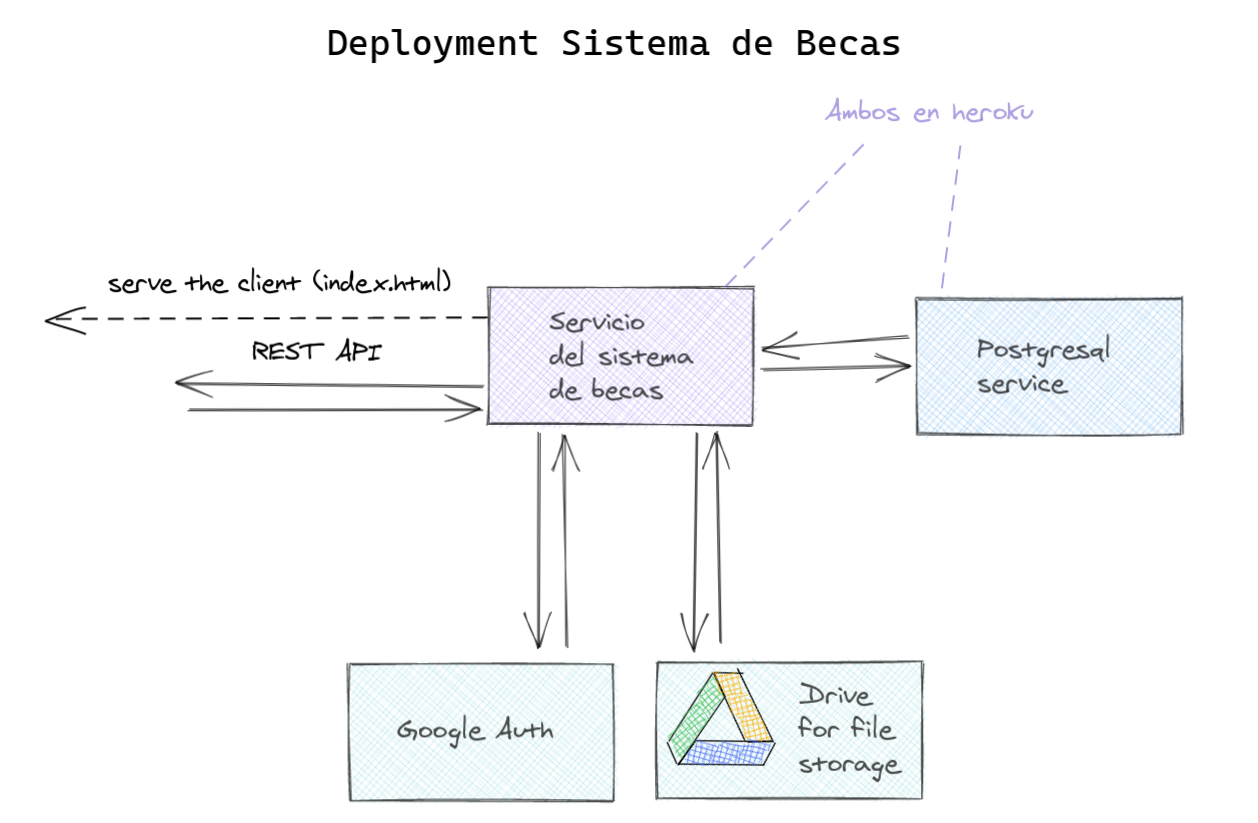 Deployment Sistema de Becas
Ambos en heroku
serve the client (index.html)
REST API
Servicio
del sistema
de becas
Postgresql
service
Google Auth
Drive
for file
storage